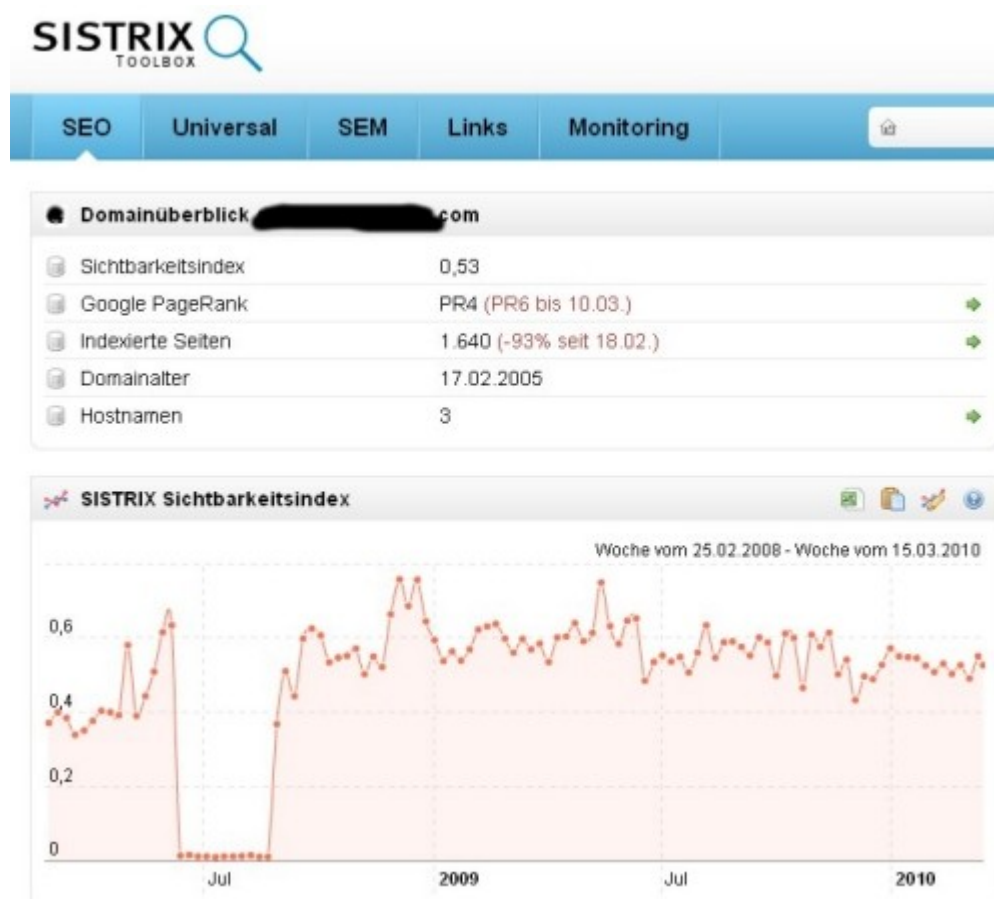 SISTRIX
TOOLBOX
SEO Universal SEM Links Monitoring
Domainüberblick .com
Sichtbarkeitsindex 0,53
Google PageRank PR4 (PR6 bis 10.03.)
Indexierte Seiten 1.640 (-93% seit 18.02.)
Domainalter 17.02.2005
Hostnamen 3
SISTRIX Sichtbarkeitsindex
Woche vom 25.02.2008 - Woche vom 15.03.2010
0,6
0,4
0,2
0
Jul 2009 Jul 2010